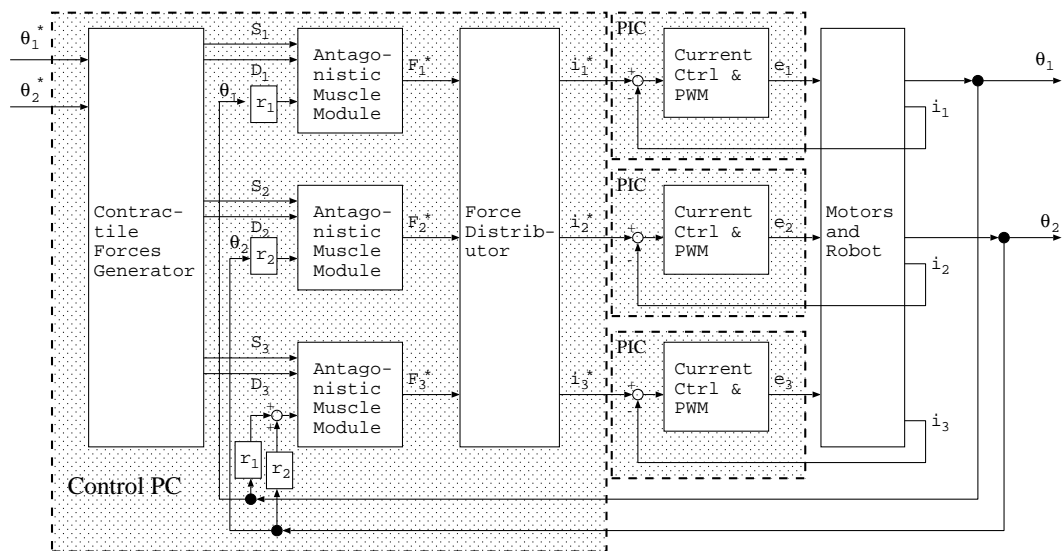 θ1*
θ2*
Contrac-
tile
Forces
Generator
S1
D1
θ1
r1
Antago-
nistic
Muscle
Module
F1*
S2
D2
θ2
r2
Antago-
nistic
Muscle
Module
F2*
S3
D3
+
+
r1
r2
Antago-
nistic
Muscle
Module
F3*
Force
Distrib-
utor
Control PC
i1*
PIC
+
-
Current
Ctrl &
PWM
e1
i2*
PIC
+
-
Current
Ctrl &
PWM
e2
i3*
PIC
+
-
Current
Ctrl &
PWM
e3
Motors
and
Robot
θ1
i1
θ2
i2
i3